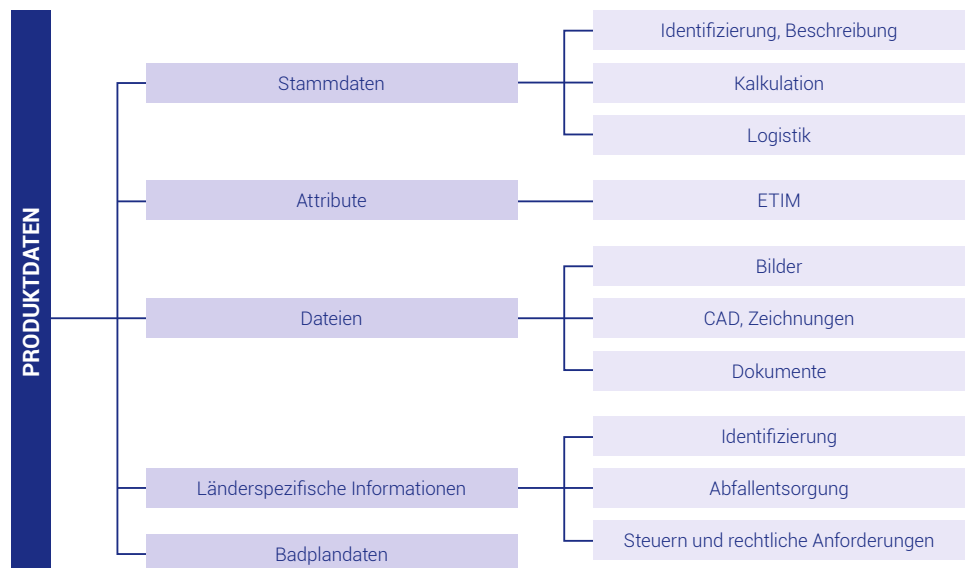 PRODUKTDATEN
Stammdaten
Identifizierung, Beschreibung
Kalkulation
Logistik
Attribute
ETIM
Dateien
Bilder
CAD, Zeichnungen
Dokumente
Länderspezifische Informationen
Identifizierung
Abfallentsorgung
Steuern und rechtliche Anforderungen
Badplandaten